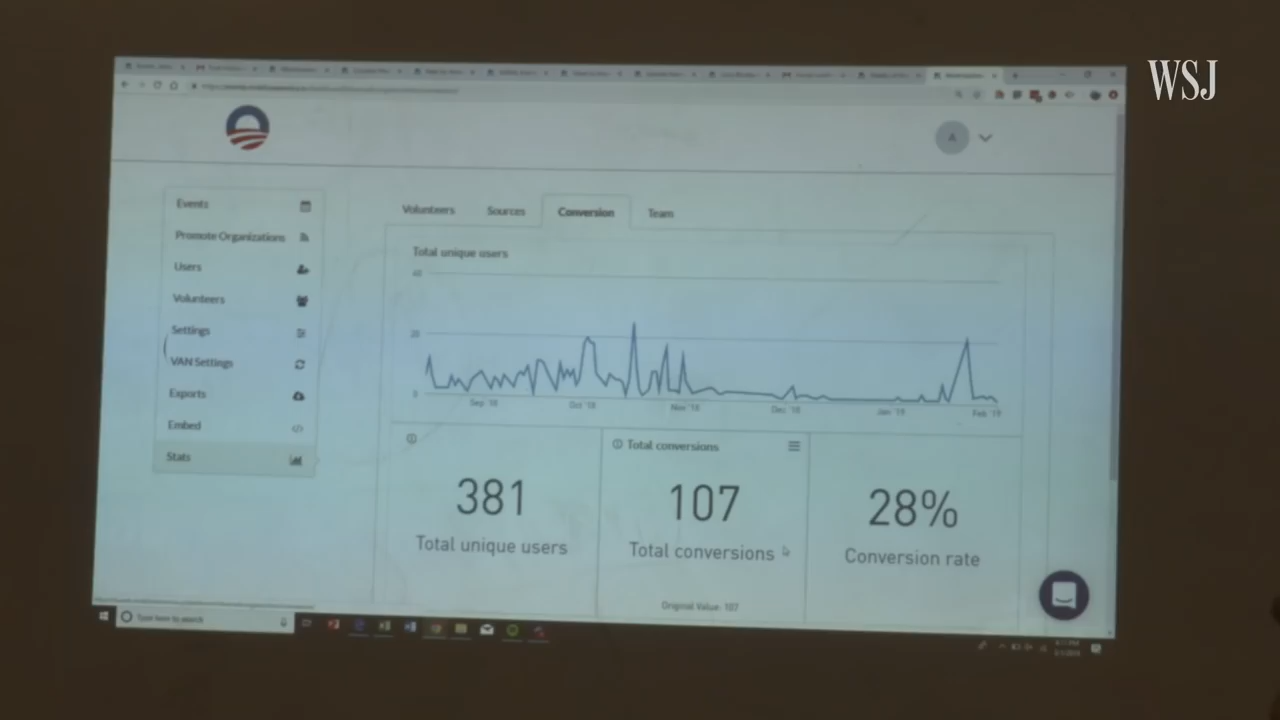 WSJ
A
Events
Promote Organizations
Users
Volunteers
Settings
VAN Settings
Exports
Embed
Stats
Volunteers Sources Conversion Team
Total unique users
40
20
0
Sep '18 Oct '18 Nov '18 Dec '18 Jan '19 Feb '19
Total conversions
381 107 28%
Total unique users Total conversions Conversion rate
Original Value: 107
Type here to search